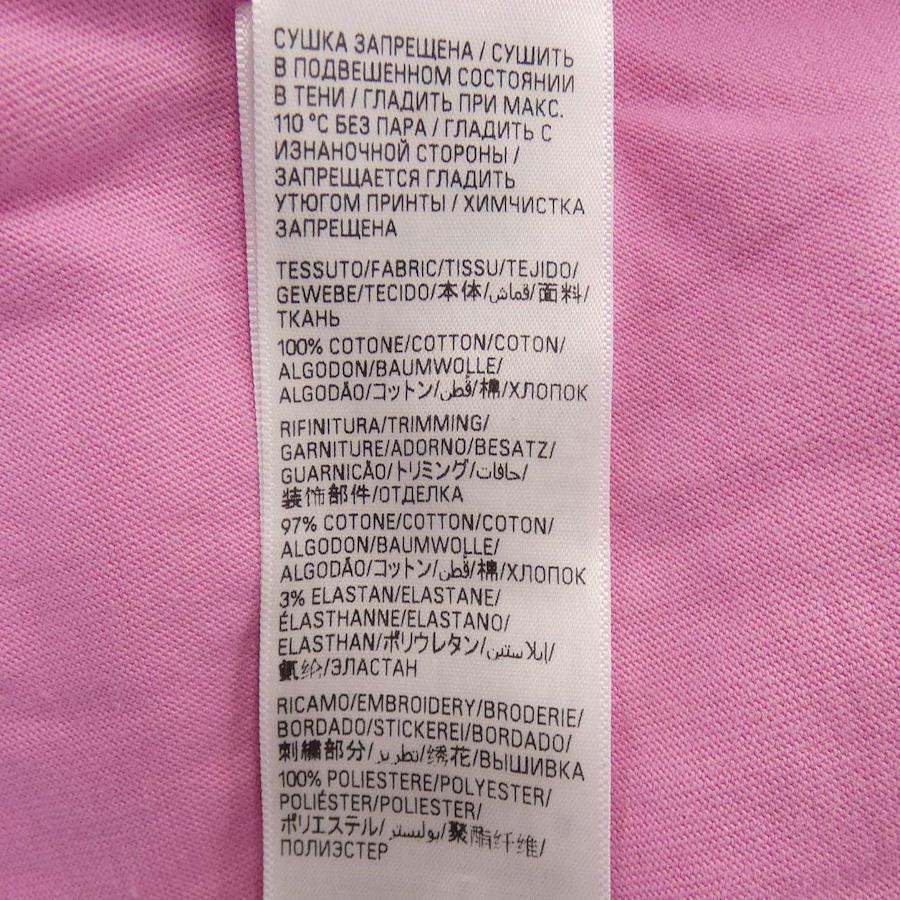 СУШКА ЗАПРЕЩЕНА / СУШИТЬ
В ПОДВЕШЕННОМ СОСТОЯНИИ
В ТЕНИ / ГЛАДИТЬ ПРИ МАКС.
110 °C БЕЗ ПАРА / ГЛАДИТЬ С
ИЗНАНОЧНОЙ СТОРОНЫ /
ЗАПРЕЩАЕТСЯ ГЛАДИТЬ
УТЮГОМ ПРИНТЫ / ХИМЧИСТКА
ЗАПРЕЩЕНА
TESSUTO/FABRIC/TISSU/TEJIDO/
GEWEBE/TECIDO/本体/قماش/面料/
ТКАНЬ
100% COTONE/COTTON/COTON/
ALGODON/BAUMWOLLE/
ALGODÃO/コットン/قُطن/棉/ХЛОПОК
RIFINITURA/TRIMMING/
GARNITURE/ADORNO/BESATZ/
GUARNICÃO/トリミング/حافات/
装饰部件/ОТДЕЛКА
97% COTONE/COTTON/COTON/
ALGODON/BAUMWOLLE/
ALGODÃO/コットン/قُطن/棉/ХЛОПОК
3% ELASTAN/ELASTANE/
ÉLASTHANNE/ELASTANO/
ELASTHAN/ポリウレタン/إيلاستين/
氨纶/ЭЛАСТАН
RICAMO/EMBROIDERY/BRODERIE/
BORDADO/STICKEREI/BORDADO/
刺繍部分/تطريز/绣花/ВЫШИВКА
100% POLIESTERE/POLYESTER/
POLIÉSTER/POLIESTER/
ポリエステル/بوليستر/聚酯纤维/
ПОЛИЭСТЕР